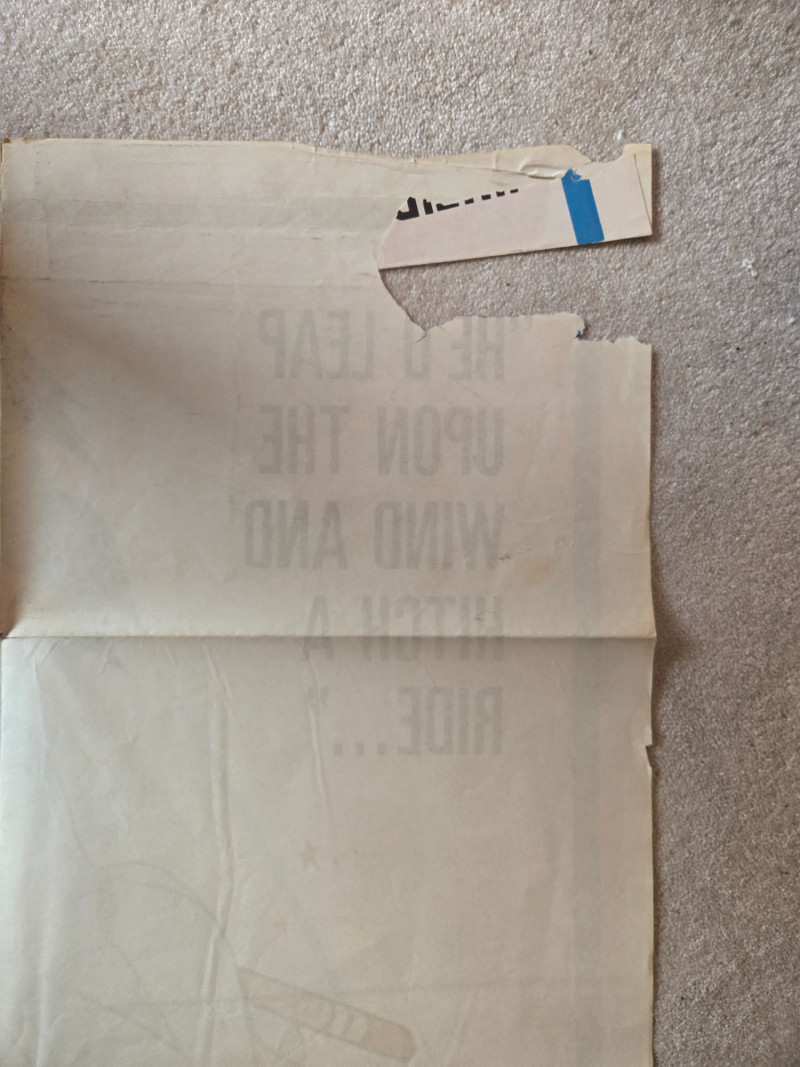 "HE'D LEAP
UPON THE
WIND AND
HITCH A
RIDE..."